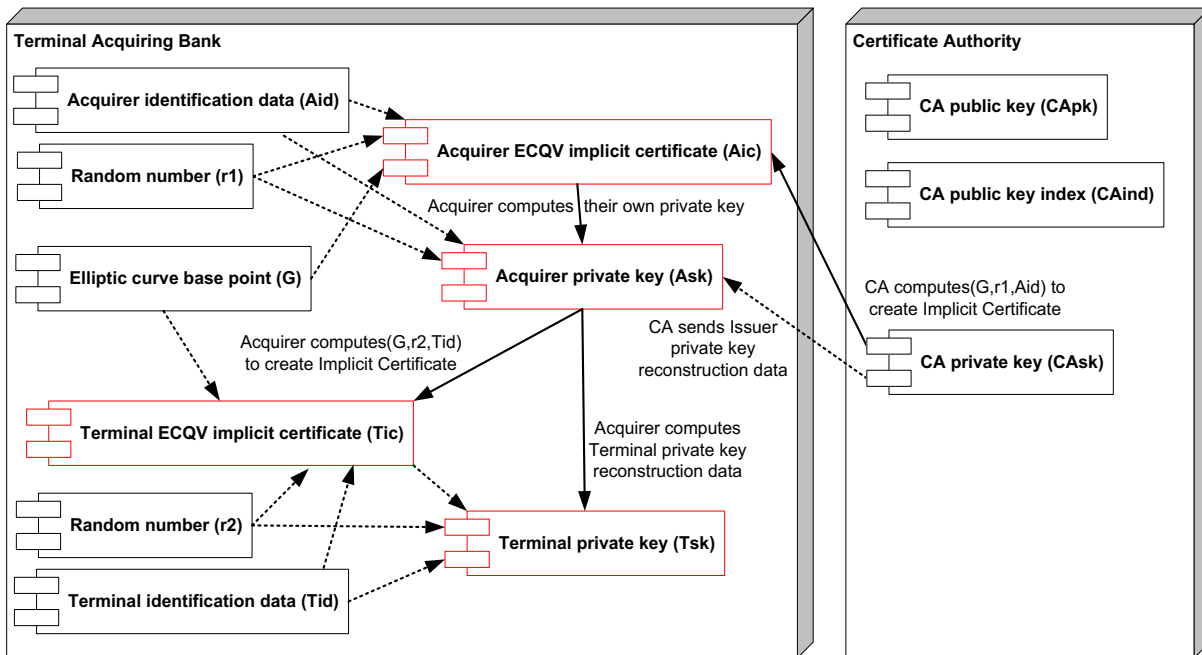 Terminal Acquiring Bank
Acquirer identification data (Aid)
Random number (r1)
Elliptic curve base point (G)
Acquirer ECQV implicit certificate (Aic)
Acquirer computes their own private key
Acquirer private key (Ask)
Acquirer computes(G,r2,Tid)
to create Implicit Certificate
CA sends Issuer
private key
reconstruction data
Terminal ECQV implicit certificate (Tic)
Acquirer computes
Terminal private key
reconstruction data
Random number (r2)
Terminal private key (Tsk)
Terminal identification data (Tid)
Certificate Authority
CA public key (CApk)
CA public key index (CAind)
CA computes(G,r1,Aid) to
create Implicit Certificate
CA private key (CAsk)